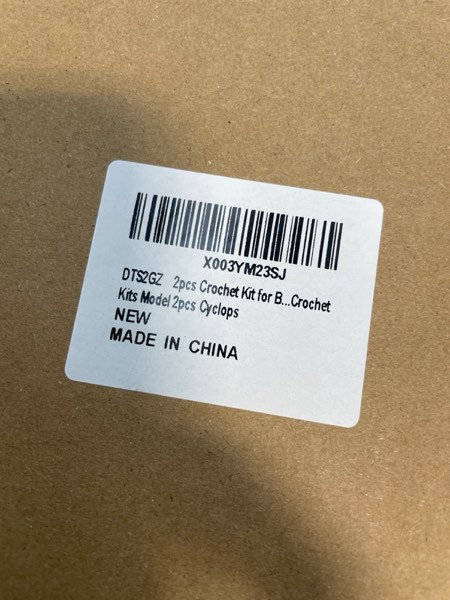 X003YM23SJ
DTS2GZ 2pcs Crochet Kit for B...Crochet
Kits Model 2pcs Cyclops
NEW
MADE IN CHINA